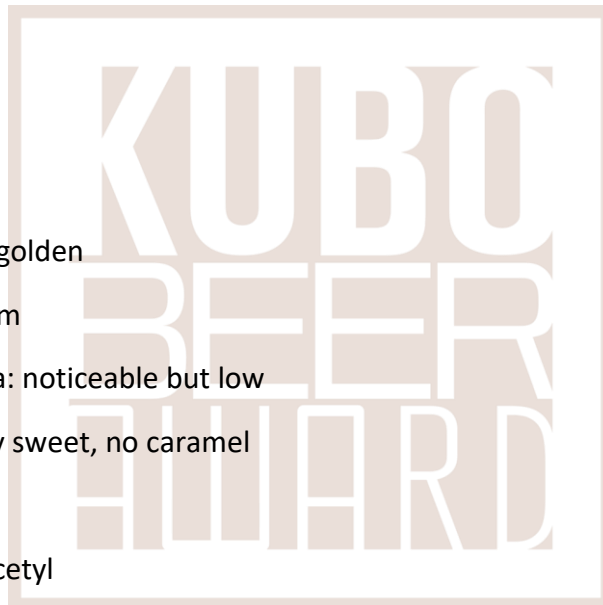 KUBO
golden
m
BEER
a: noticeable but low
y sweet, no caramel
AWARD
cetyl